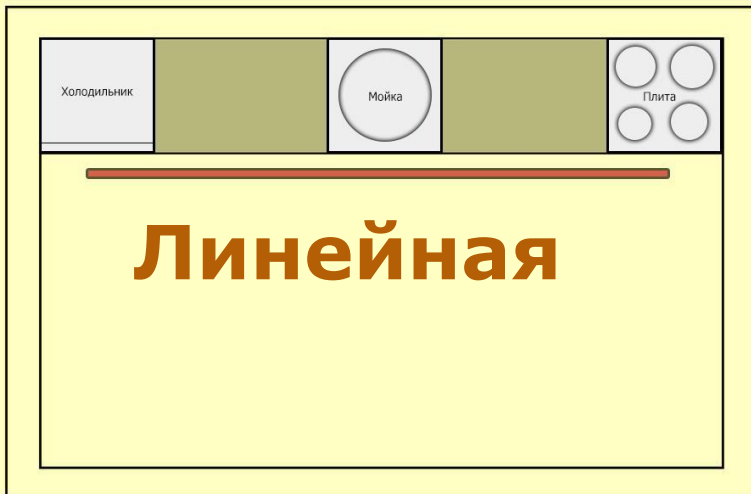 Холодильник
Мойка
Плита
Линейная